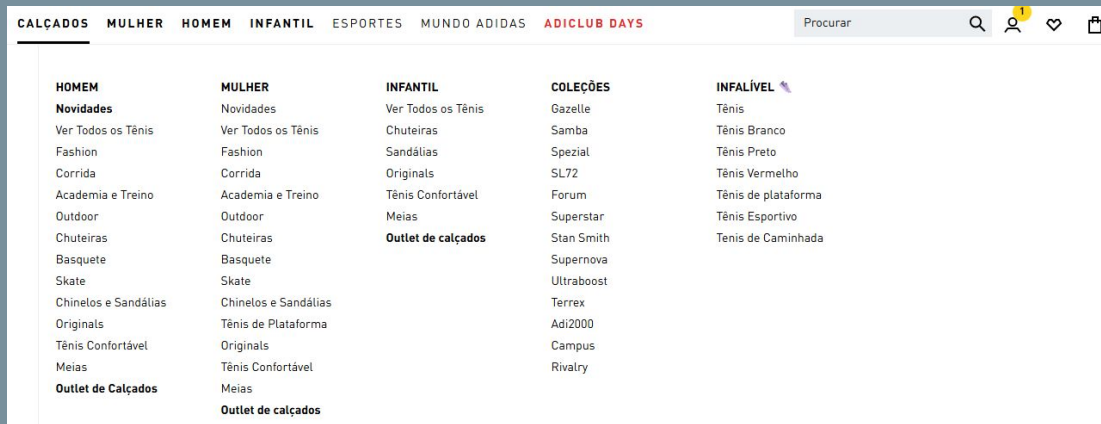 CALÇADOS MULHER HOMEM INFANTIL ESPORTES MUNDO ADIDAS ADICLUB DAYS Procurar 1
HOMEM
Novidades
Ver Todos os Tênis
Fashion
Corrida
Academia e Treino
Outdoor
Chuteiras
Basquete
Skate
Chinelos e Sandálias
Originals
Tênis Confortável
Meias
Outlet de Calçados
MULHER
Novidades
Ver Todos os Tênis
Fashion
Corrida
Academia e Treino
Outdoor
Chuteiras
Basquete
Skate
Chinelos e Sandálias
Tênis de Plataforma
Originals
Tênis Confortável
Meias
Outlet de calçados
INFANTIL
Ver Todos os Tênis
Chuteiras
Sandálias
Originals
Tênis Confortável
Meias
Outlet de calçados
COLEÇÕES
Gazelle
Samba
Spezial
SL72
Forum
Superstar
Stan Smith
Supernova
Ultraboost
Terrex
Adi2000
Campus
Rivalry
INFALÍVEL
Tênis
Tênis Branco
Tênis Preto
Tênis Vermelho
Tênis de plataforma
Tênis Esportivo
Tenis de Caminhada